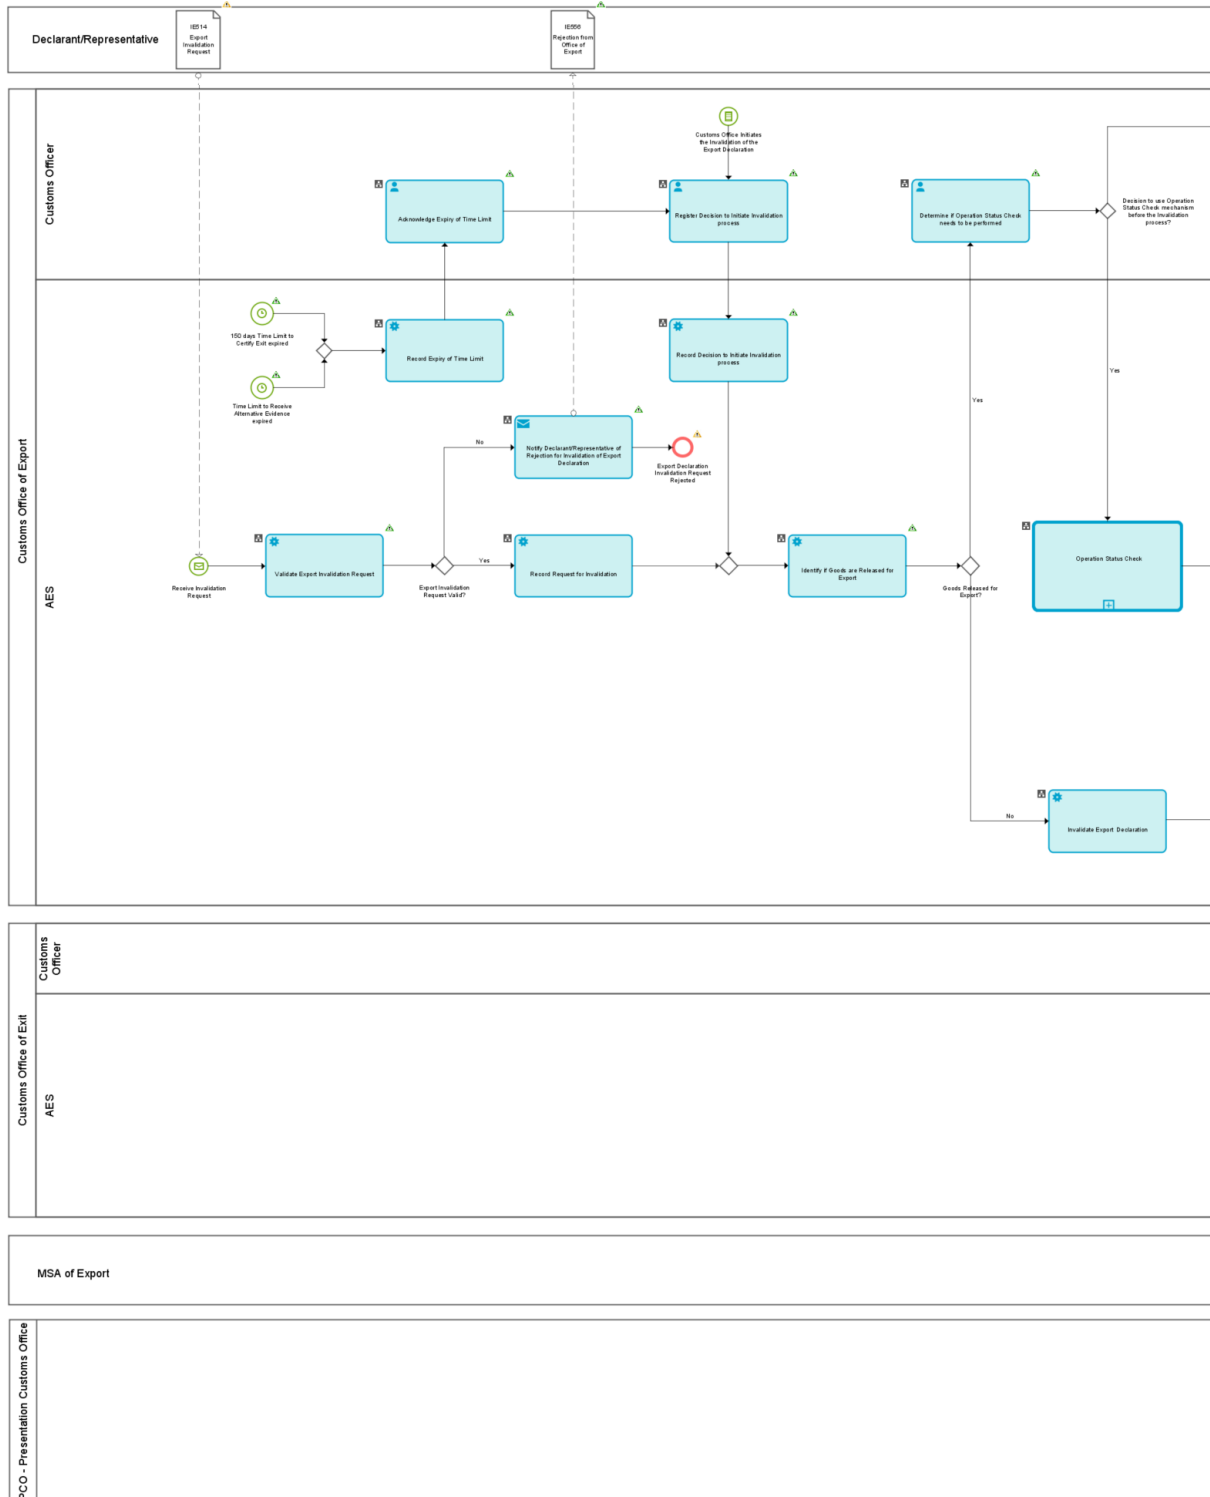 IE514
Export
Invalidation
Request
IE556
Rejection from
Office of
Export
Declarant/Representative
Customs Office of Export
Customs Officer
Customs Office Initiates
the Invalidation of the
Export Declaration
Acknowledge Expiry of Time Limit
Register Decision to Initiate Invalidation
process
Determine if Operation Status Check
needs to be performed
Decision to use Operation
Status Check mechanism
before the Invalidation
process?
AES
150 days Time Limit to
Certify Exit expired
Time Limit to Receive
Alternative Evidence
expired
Record Expiry of Time Limit
Record Decision to Initiate Invalidation
process
Yes
Yes
No
Notify Declarant/Representative of
Rejection for Invalidation of Export
Declaration
Export Declaration
Invalidation Request
Rejected
Receive Invalidation
Request
Validate Export Invalidation Request
Export Invalidation
Request Valid?
Yes
Record Request for Invalidation
Identify if Goods are Released for
Export
Goods Released for
Export?
Operation Status Check
No
Invalidate Export Declaration
Customs Office of Exit
Customs
Officer
AES
MSA of Export
PCO - Presentation Customs Office